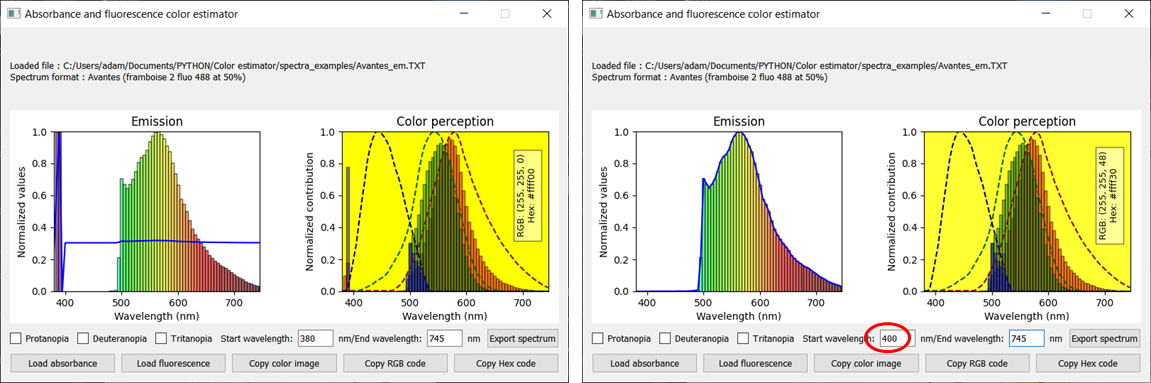 Absorbance and fluorescence color estimator
Loaded file : C:/Users/adam/Documents/PYTHON/Color estimator/spectra_examples/Avantes_em.TXT
Spectrum format : Avantes (framboise 2 fluo 488 at 50%)
Emission
Color perception
Normalized values
1.0
0.8
0.6
0.4
0.2
0.0
400
500
600
700
Wavelength (nm)
Normalized contribution
1.0
0.8
0.6
0.4
0.2
0.0
RGB: (255, 255, 0)
Hex: #ffff00
400
500
600
700
Wavelength (nm)
Protanopia Deuteranopia Tritanopia Start wavelength: 380 nm/End wavelength: 745 nm Export spectrum
Load absorbance Load fluorescence Copy color image Copy RGB code Copy Hex code
Absorbance and fluorescence color estimator
Loaded file : C:/Users/adam/Documents/PYTHON/Color estimator/spectra_examples/Avantes_em.TXT
Spectrum format : Avantes (framboise 2 fluo 488 at 50%)
Emission
Color perception
Normalized values
1.0
0.8
0.6
0.4
0.2
0.0
400
500
600
700
Wavelength (nm)
Normalized contribution
1.0
0.8
0.6
0.4
0.2
0.0
RGB: (255, 255, 48)
Hex: #ffff30
400
500
600
700
Wavelength (nm)
Protanopia Deuteranopia Tritanopia Start wavelength: 400 nm/End wavelength: 745 nm Export spectrum
Load absorbance Load fluorescence Copy color image Copy RGB code Copy Hex code